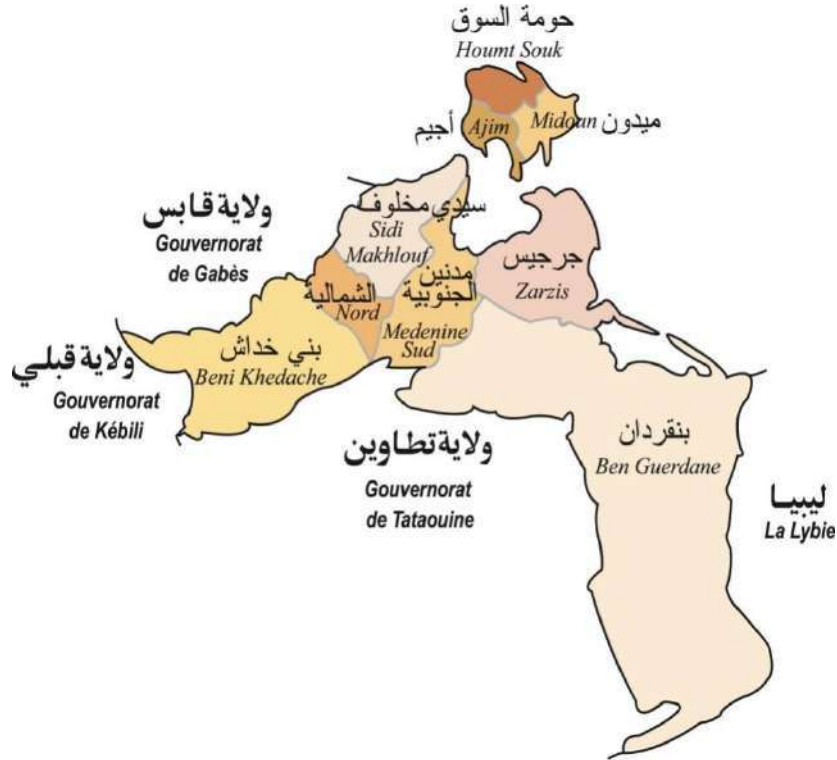 حومة السوق
Houmt Souk
أجيم
Ajim
Midoun
ميدون
ولاية قابس
Gouvernorat
de Gabès
سيدي مخلوف
Sidi
Makhlouf
جرجيس
Zarzis
مدنين
الجنوبية
Medenine
Sud
الشمالية
Nord
بني خداش
Beni Khedache
ولاية قبلي
Gouvernorat
de Kébili
ولاية تطاوين
Gouvernorat
de Tataouine
بنقردان
Ben Guerdane
ليبيا
La Lybie